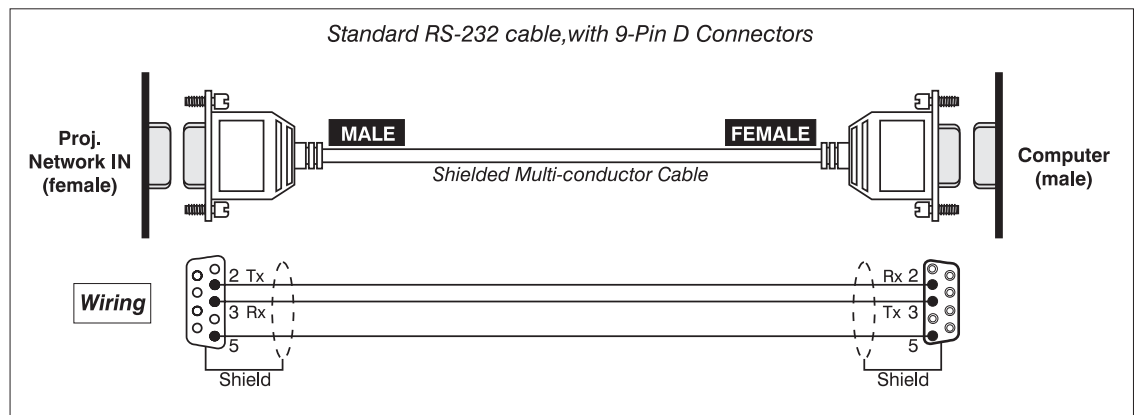 Standard RS-232 cable,with 9-Pin D Connectors
Proj.
Network IN
(female)
MALE
FEMALE
Shielded Multi-conductor Cable
Computer
(male)
Wiring
2 Tx
3 Rx
5
Shield
Rx 2
Tx 3
5
Shield